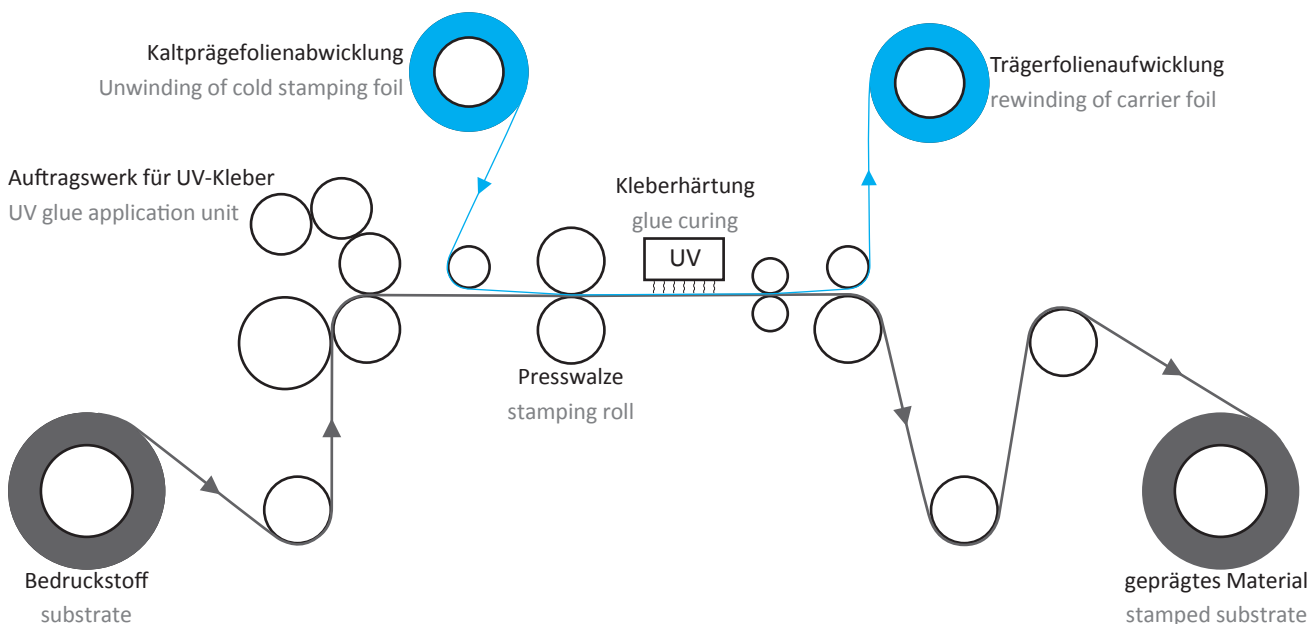 Kaltprägefolienabwicklung
Unwinding of cold stamping foil
Trägerfolienaufwicklung
rewinding of carrier foil
Auftragswerk für UV-Kleber
UV glue application unit
Kleberhärtung
glue curing
UV
Presswalze
stamping roll
Bedruckstoff
substrate
geprägtes Material
stamped substrate